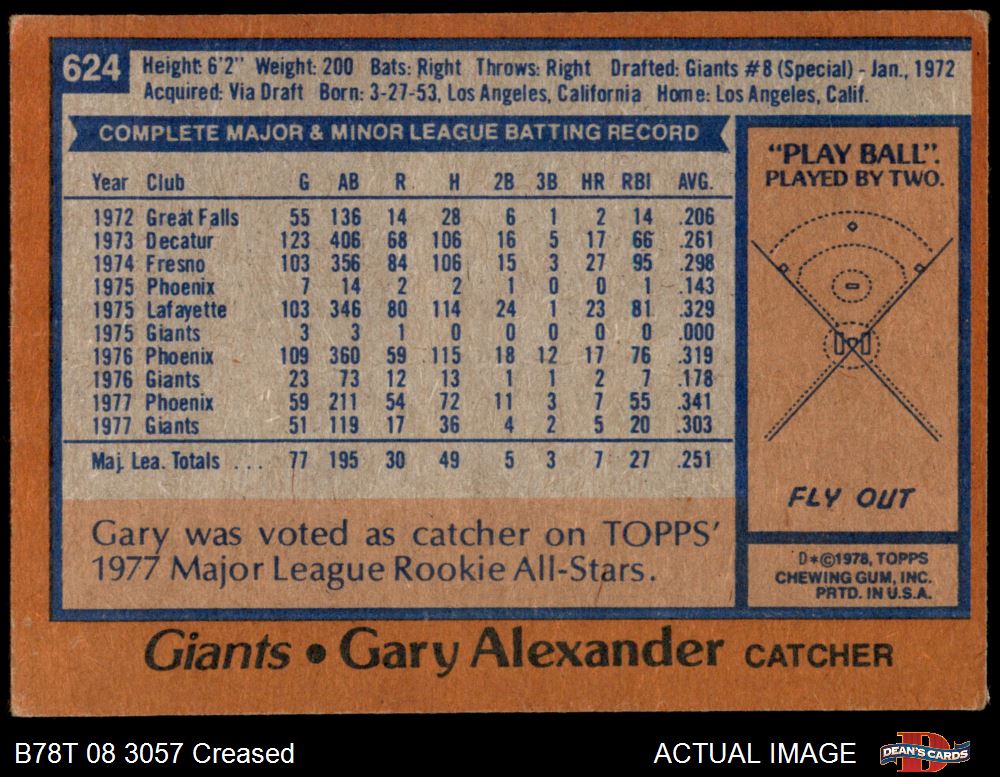 624
Height: 6'2" Weight: 200 Bats: Right Throws: Right Drafted: Giants #8 (Special) - Jan., 1972
Acquired: Via Draft Born: 3-27-53, Los Angeles, California Home: Los Angeles, Calif.
COMPLETE MAJOR & MINOR LEAGUE BATTING RECORD
Year Club G AB R H 2B 3B HR RBI AVG.
1972 Great Falls 55 136 14 28 6 1 2 14 .206
1973 Decatur 123 406 68 106 16 5 17 66 .261
1974 Fresno 103 356 84 106 15 3 27 95 .298
1975 Phoenix 7 14 2 2 1 0 0 1 .143
1975 Lafayette 103 346 80 114 24 1 23 81 .329
1975 Giants 3 3 1 0 0 0 0 0 .000
1976 Phoenix 109 360 59 115 18 12 17 76 .319
1976 Giants 23 73 12 13 1 1 2 7 .178
1977 Phoenix 59 211 54 72 11 3 7 55 .341
1977 Giants 51 119 17 36 4 2 5 20 .303
Maj. Lea. Totals ... 77 195 30 49 5 3 7 27 .251
Gary was voted as catcher on TOPPS'
1977 Major League Rookie All-Stars.
"PLAY BALL".
PLAYED BY TWO.
FLY OUT
D*©1978, TOPPS
CHEWING GUM, INC.
PRTD. IN U.S.A.
Giants • Gary Alexander CATCHER
B78T 08 3057 Creased
ACTUAL IMAGE
DEAN'S CARDS